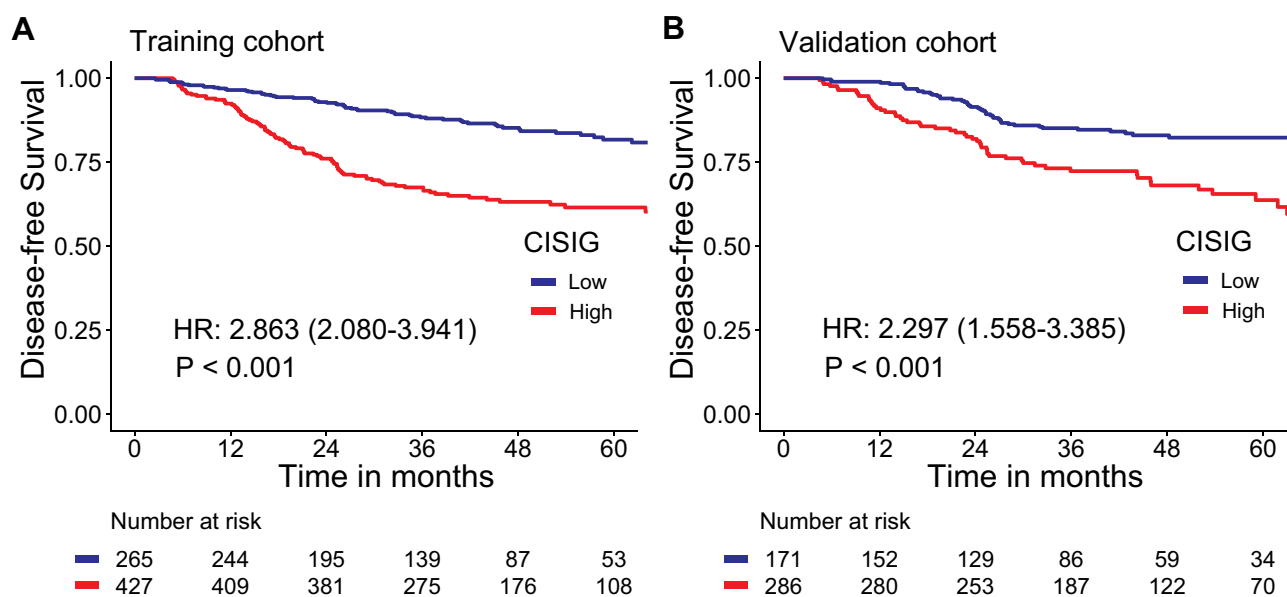 A
Training cohort
Disease-free Survival
1.00
0.75
0.50
0.25
0.00
CISIG
Low
High
HR: 2.863 (2.080-3.941)
P < 0.001
0 12 24 36 48 60
Time in months
Number at risk
265 244 195 139 87 53
427 409 381 275 176 108
B
Validation cohort
Disease-free Survival
1.00
0.75
0.50
0.25
0.00
CISIG
Low
High
HR: 2.297 (1.558-3.385)
P < 0.001
0 12 24 36 48 60
Time in months
Number at risk
171 152 129 86 59 34
286 280 253 187 122 70